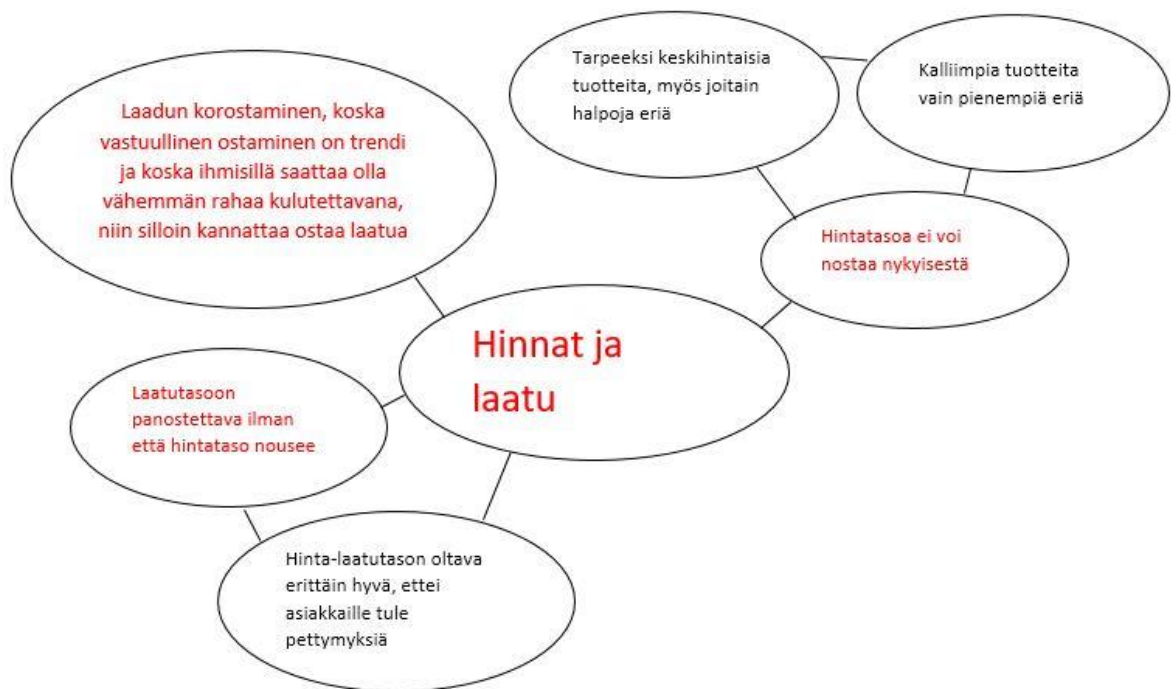 Tarpeeksi keskihintaisia
tuotteita, myös joitain
halpoja eriä
Kalliimpia tuotteita
vain pienempiä eriä
Laadun korostaminen, koska
vastuullinen ostaminen on trendi
ja koska ihmisillä saattaa olla
vähemmän rahaa kulutettavana,
niin silloin kannattaa ostaa laatua
Hintatasoa ei voi
nostaa nykyisestä
Hinnat ja
laatu
Laatutasoon
panostettava ilman
että hintataso nousee
Hinta-laatutason oltava
erittäin hyvä, ettei
asiakkaille tule
pettymyksiä